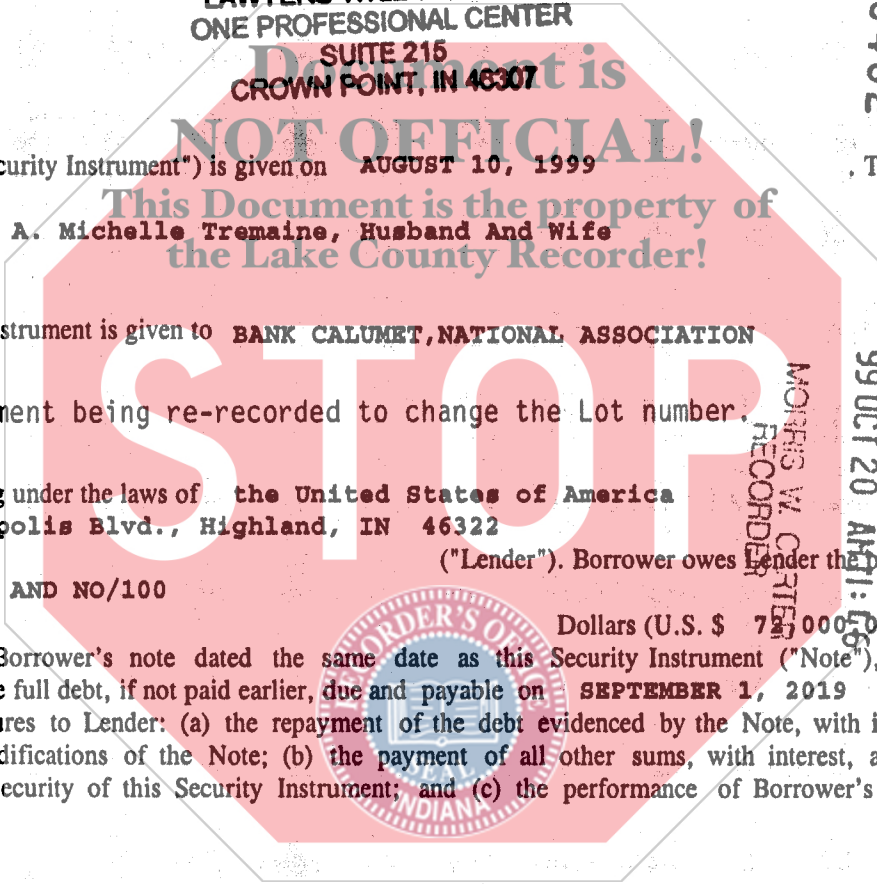 ONE PROFESSIONAL CENTER
SUITE 215
CROWN POINT, IN 46307
Document is
NOT OFFICIAL!
This Document is the property of
the Lake County Recorder!
STOP
curity Instrument") is given on AUGUST 10, 1999 . T
A. Michelle Tremaine, Husband And Wife
strument is given to BANK CALUMET,NATIONAL ASSOCIATION
ment being re-recorded to change the Lot number.
g under the laws of the United States of America
polis Blvd., Highland, IN 46322
("Lender"). Borrower owes Lender the p
AND NO/100
Dollars (U.S. $ 72,000
Borrower's note dated the same date as this Security Instrument ("Note"),
e full debt, if not paid earlier, due and payable on SEPTEMBER 1, 2019
ures to Lender: (a) the repayment of the debt evidenced by the Note, with i
difications of the Note; (b) the payment of all other sums, with interest, a
ecurity of this Security Instrument; and (c) the performance of Borrower's
MORRIS W. CARTER
RECORDER
99 OCT 20 AM 11:
RECORDER'S OFFICE
SEAL
INDIANA